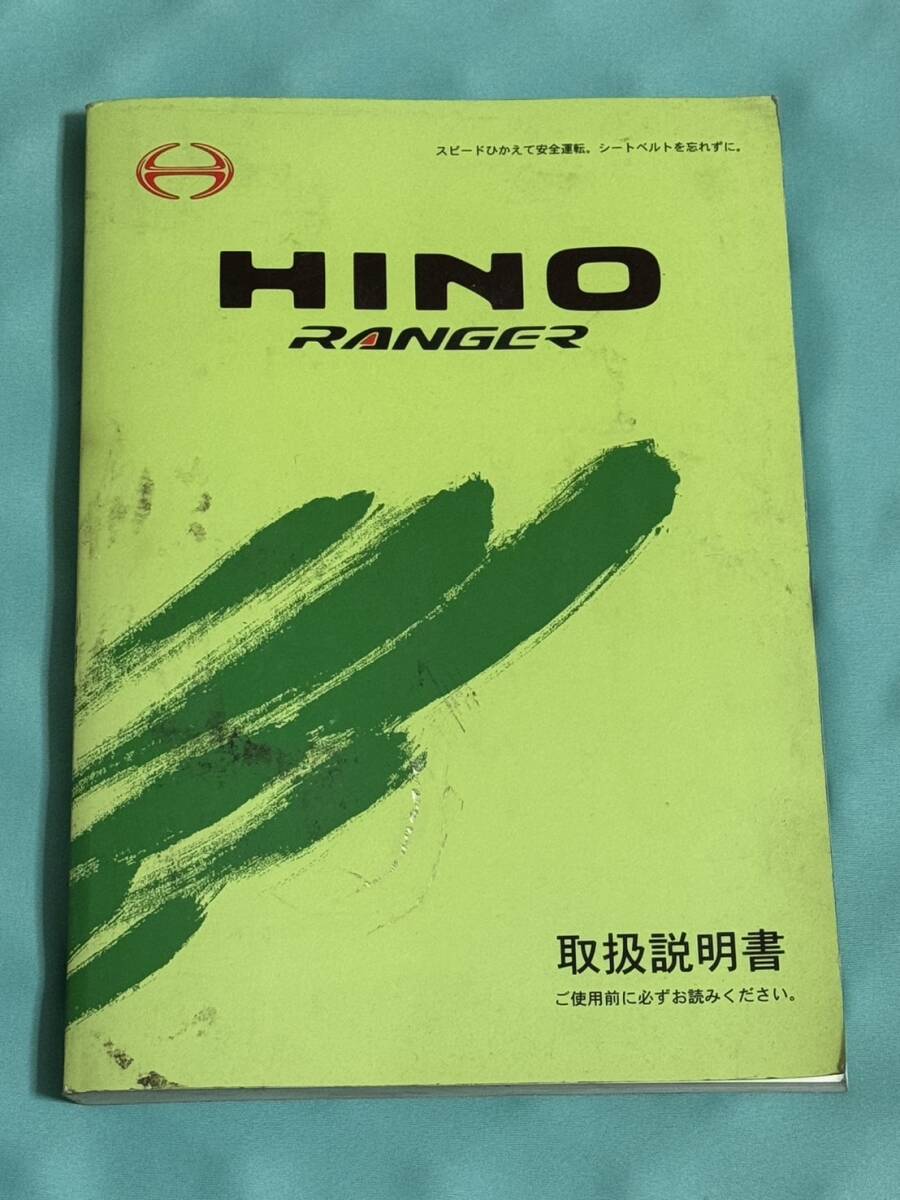 スピードひかえて安全運転。シートベルトを忘れずに。
HINO
RANGER
取扱説明書
ご使用前に必ずお読みください。